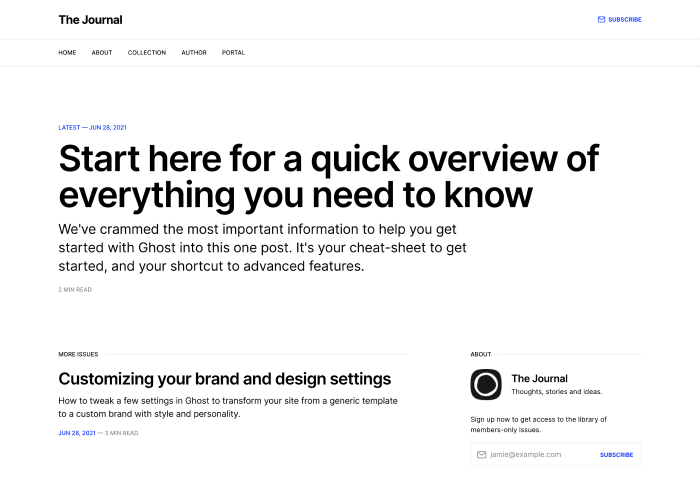 The Journal
SUBSCRIBE
HOME ABOUT COLLECTION AUTHOR PORTAL
LATEST — JUN 28, 2021
Start here for a quick overview of
everything you need to know
We've crammed the most important information to help you get
started with Ghost into this one post. It's your cheat-sheet to get
started, and your shortcut to advanced features.
2 MIN READ
MORE ISSUES
Customizing your brand and design settings
How to tweak a few settings in Ghost to transform your site from a generic template
to a custom brand with style and personality.
JUN 28, 2021 — 3 MIN READ
ABOUT
The Journal
Thoughts, stories and ideas.
Sign up now to get access to the library of
members-only issues.
jamie@example.com
SUBSCRIBE